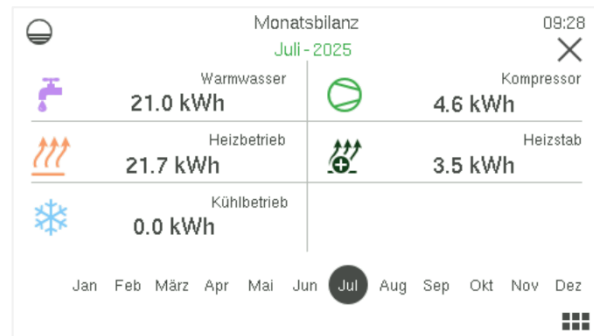 Monatsbilanz 09:28
Juli - 2025
Warmwasser Kompressor
21.0 kWh 4.6 kWh
Heizbetrieb Heizstab
21.7 kWh 3.5 kWh
Kühlbetrieb
0.0 kWh
Jan Feb März Apr Mai Jun Jul Aug Sep Okt Nov Dez